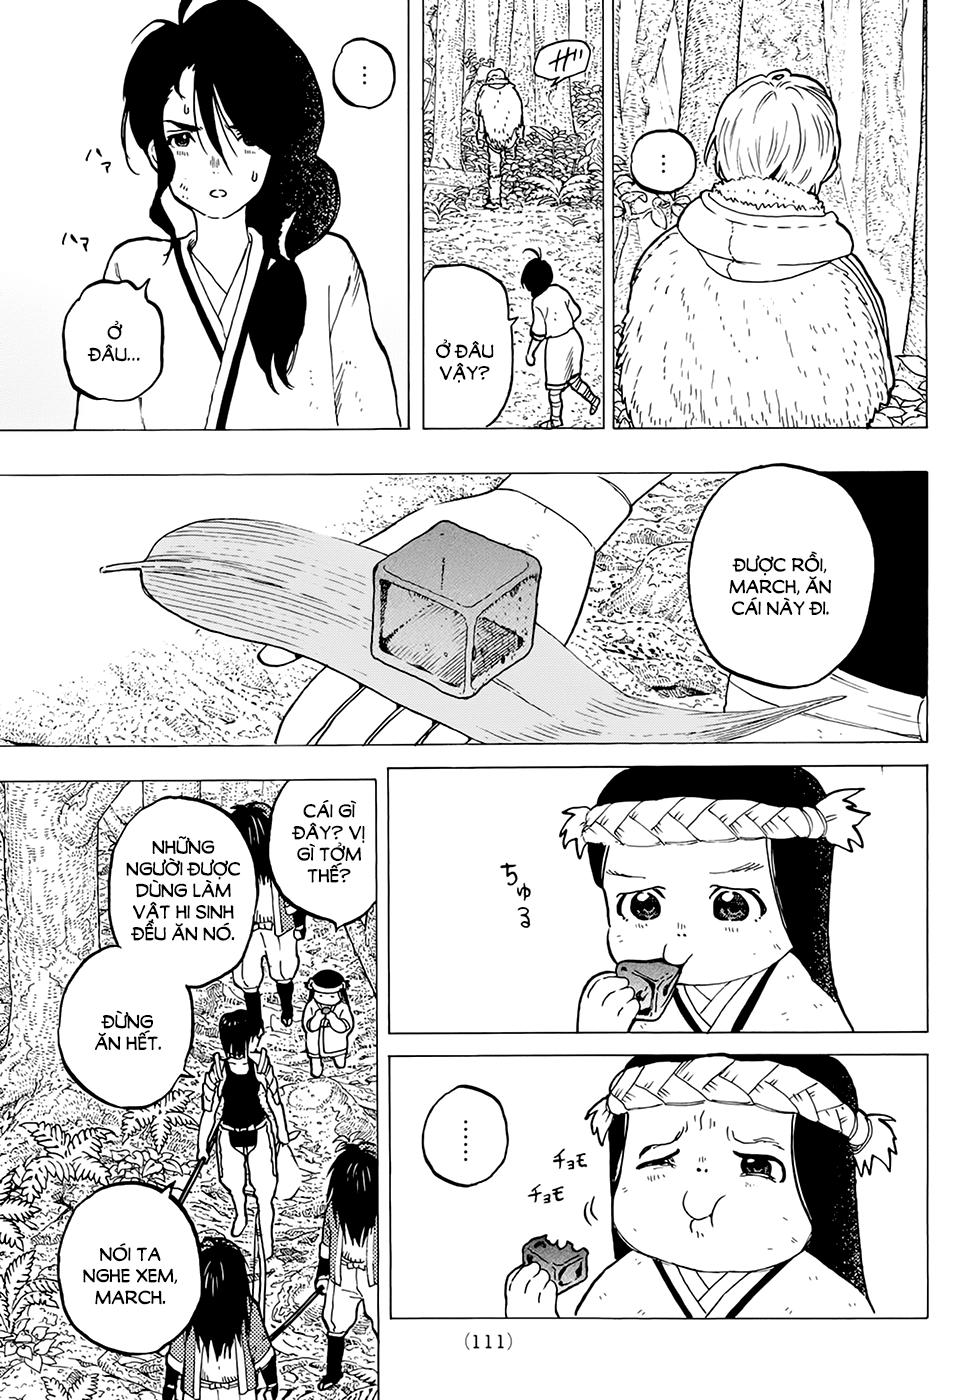 …
ガサ
…
Ở ĐÂU
VẬY?
ハァ
ハァ
Ở
ĐÂU...
ĐƯỢC RỒI,
MARCH, ĂN
CÁI NÀY ĐI.
ちゅる
……
チョモ
チョモ
CÁI GÌ
ĐÂY? VỊ
GÌ TỞM
THẾ?
NHỮNG
NGƯỜI ĐƯỢC
DÙNG LÀM
VẬT HI SINH
ĐỀU ĂN NÓ.
ĐỪNG
ĂN HẾT.
NÓI TA
NGHE XEM,
MARCH.
(111)